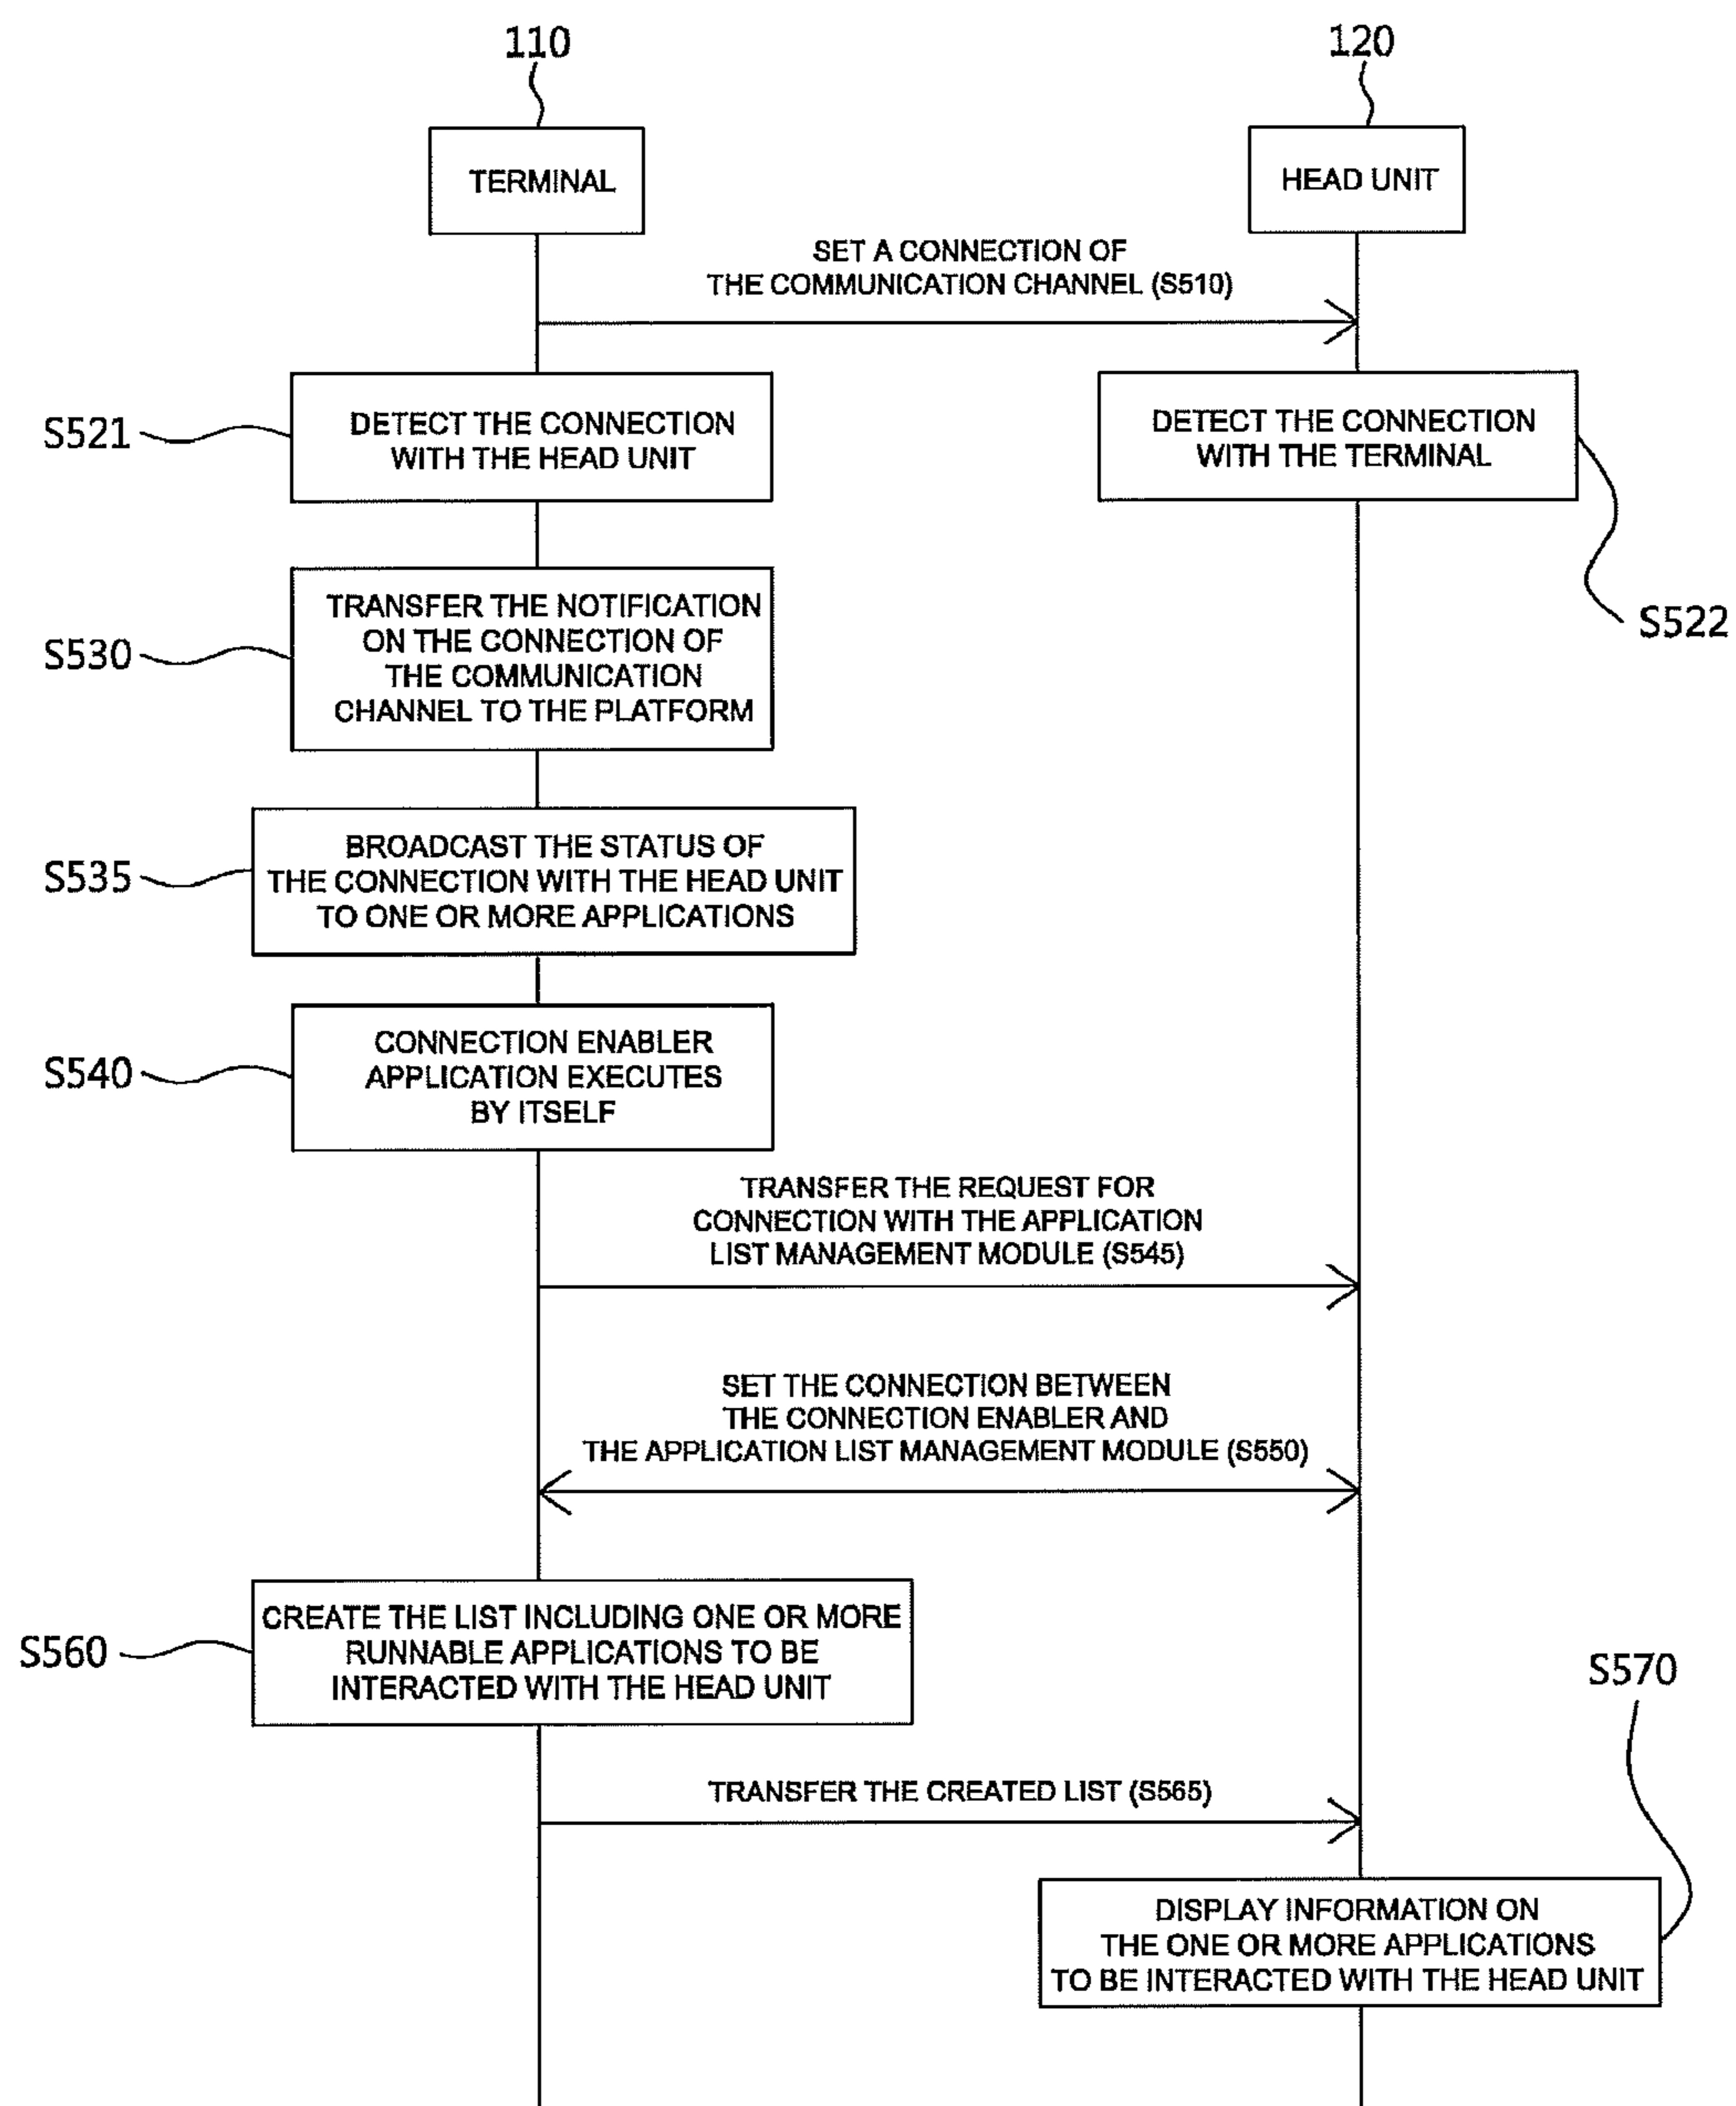 110
120
TERMINAL
HEAD UNIT
SET A CONNECTION OF
THE COMMUNICATION CHANNEL (S510)
S521
DETECT THE CONNECTION
WITH THE HEAD UNIT
DETECT THE CONNECTION
WITH THE TERMINAL
S522
S530
TRANSFER THE NOTIFICATION
ON THE CONNECTION OF
THE COMMUNICATION
CHANNEL TO THE PLATFORM
S535
BROADCAST THE STATUS OF
THE CONNECTION WITH THE HEAD UNIT
TO ONE OR MORE APPLICATIONS
S540
CONNECTION ENABLER
APPLICATION EXECUTES
BY ITSELF
TRANSFER THE REQUEST FOR
CONNECTION WITH THE APPLICATION
LIST MANAGEMENT MODULE (S545)
SET THE CONNECTION BETWEEN
THE CONNECTION ENABLER AND
THE APPLICATION LIST MANAGEMENT MODULE (S550)
S560
CREATE THE LIST INCLUDING ONE OR MORE
RUNNABLE APPLICATIONS TO BE
INTERACTED WITH THE HEAD UNIT
S570
TRANSFER THE CREATED LIST (S565)
DISPLAY INFORMATION ON
THE ONE OR MORE APPLICATIONS
TO BE INTERACTED WITH THE HEAD UNIT